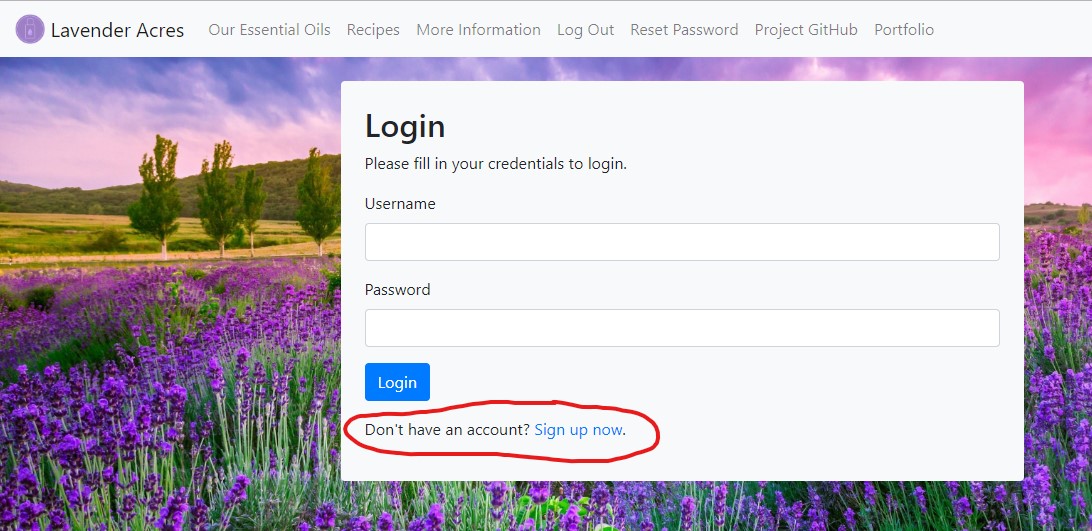 Lavender Acres Our Essential Oils Recipes More Information Log Out Reset Password Project GitHub Portfolio
Login
Please fill in your credentials to login.
Username
Password
Login
Don't have an account? Sign up now.